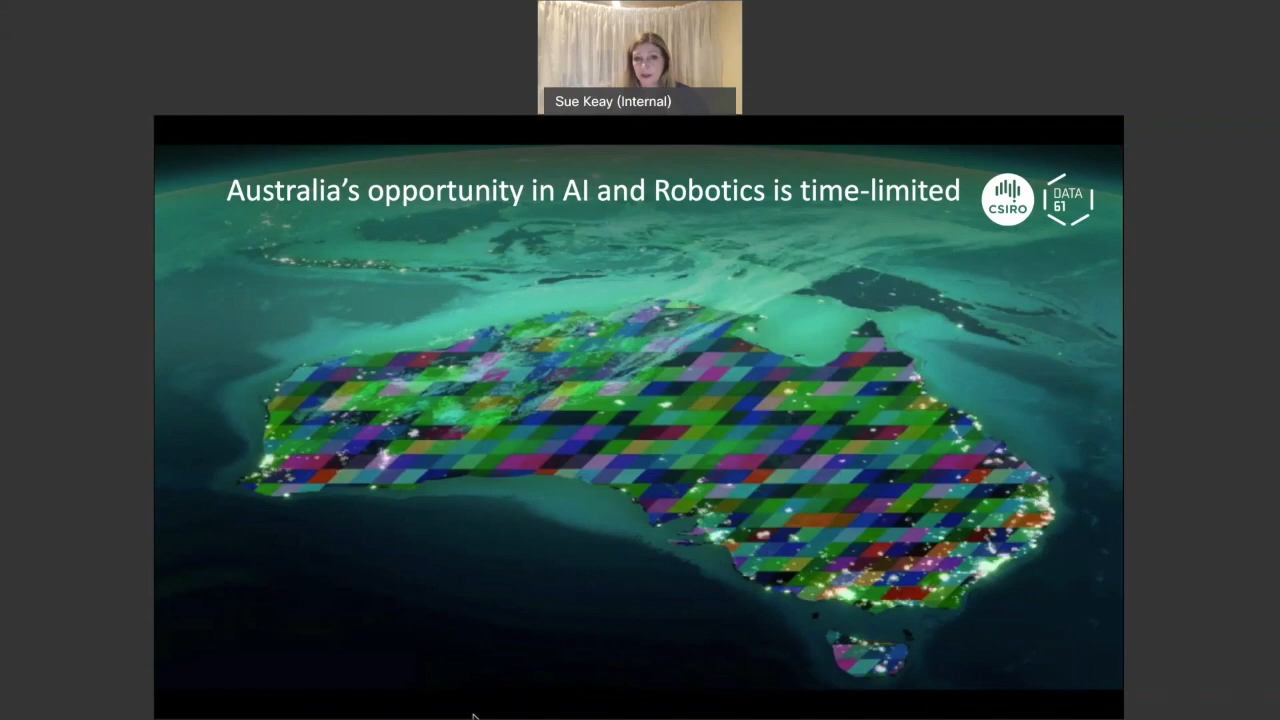 Sue Keay (Internal)
Australia's opportunity in AI and Robotics is time-limited
CSIRO
DATA
61